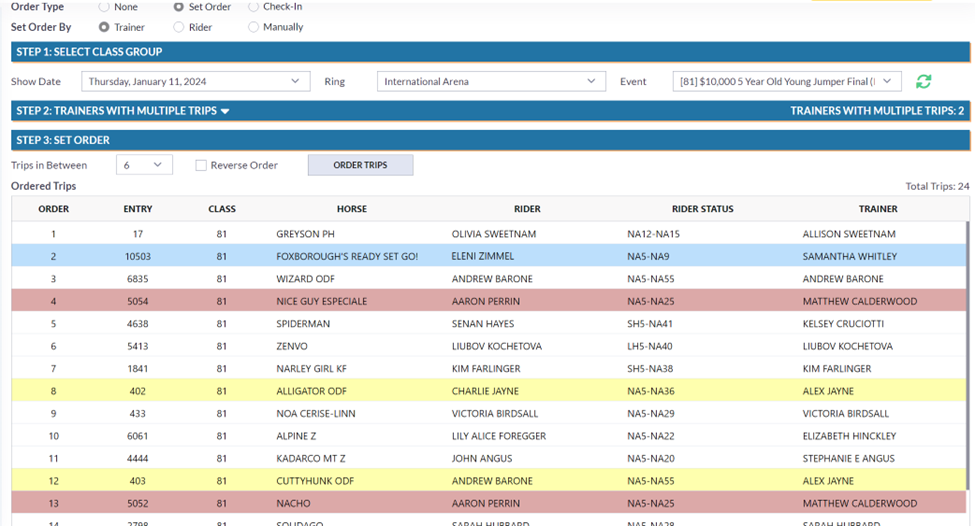 Order Type None Set Order Check-In
Set Order By Trainer Rider Manually
STEP 1: SELECT CLASS GROUP
Show Date Thursday, January 11, 2024 Ring International Arena Event [81] $10,000 5 Year Old Young Jumper Final (
STEP 2: TRAINERS WITH MULTIPLE TRIPS TRAINERS WITH MULTIPLE TRIPS: 2
STEP 3: SET ORDER
Trips in Between 6 Reverse Order ORDER TRIPS
Ordered Trips Total Trips: 24
ORDER ENTRY CLASS HORSE RIDER RIDER STATUS TRAINER
1 17 81 GREYSON PH OLIVIA SWEETNAM NA12-NA15 ALLISON SWEETNAM
2 10503 81 FOXBOROUGH'S READY SET GO! ELENI ZIMMEL NA5-NA9 SAMANTHA WHITLEY
3 6835 81 WIZARD ODF ANDREW BARONE NA5-NA55 ANDREW BARONE
4 5054 81 NICE GUY ESPECIALE AARON PERRIN NA5-NA25 MATTHEW CALDERWOOD
5 4638 81 SPIDERMAN SENAN HAYES SH5-NA41 KELSEY CRUCIOTTI
6 5413 81 ZENVO LIUBOV KOCHETOVA LH5-NA40 LIUBOV KOCHETOVA
7 1841 81 NARLEY GIRL KF KIM FARLINGER SH5-NA38 KIM FARLINGER
8 402 81 ALLIGATOR ODF CHARLIE JAYNE NA5-NA36 ALEX JAYNE
9 433 81 NOA CERISE-LINN VICTORIA BIRDSALL NA5-NA29 VICTORIA BIRDSALL
10 6061 81 ALPINE Z LILY ALICE FOREGGER NA5-NA22 ELIZABETH HINCKLEY
11 4444 81 KADARCO MT Z JOHN ANGUS NA5-NA20 STEPHANIE E ANGUS
12 403 81 CUTTYHUNK ODF ANDREW BARONE NA5-NA55 ALEX JAYNE
13 5052 81 NACHO AARON PERRIN NA5-NA25 MATTHEW CALDERWOOD
14 2798 81 SOLIDAGO SARAH HUBBARD NA5-NA28 SARAH HUBBARD